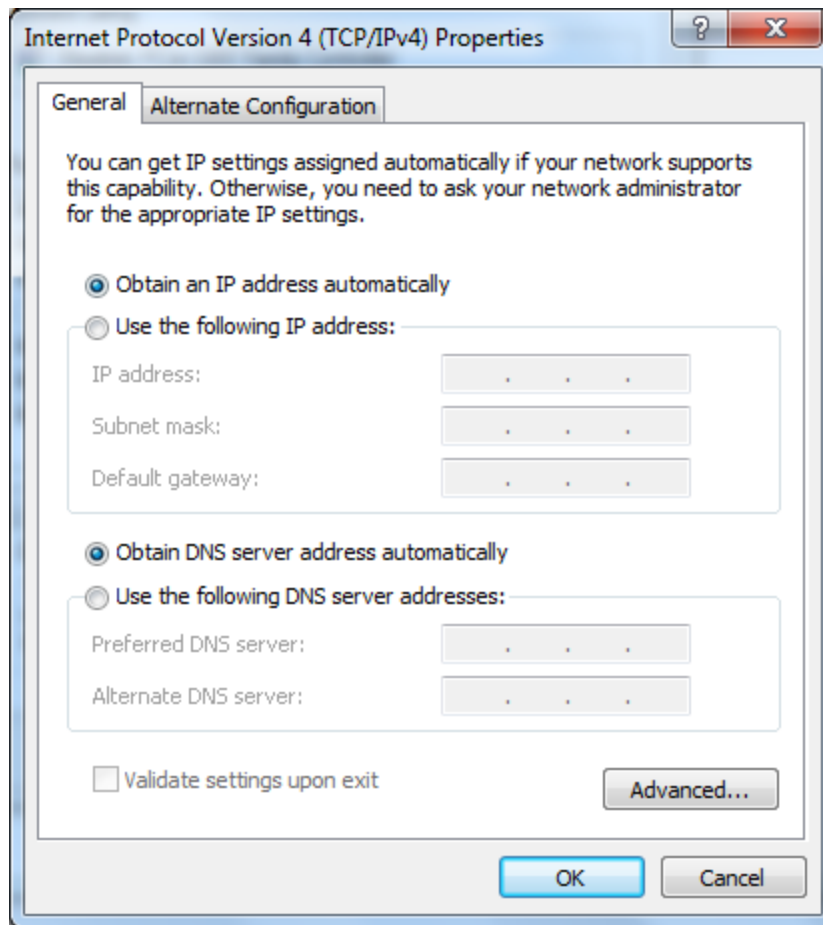 Internet Protocol Version 4 (TCP/IPv4) Properties
General
Alternate Configuration
You can get IP settings assigned automatically if your network supports
this capability. Otherwise, you need to ask your network administrator
for the appropriate IP settings.
Obtain an IP address automatically
Use the following IP address:
IP address:
Subnet mask:
Default gateway:
Obtain DNS server address automatically
Use the following DNS server addresses:
Preferred DNS server:
Alternate DNS server:
Validate settings upon exit
Advanced...
OK
Cancel